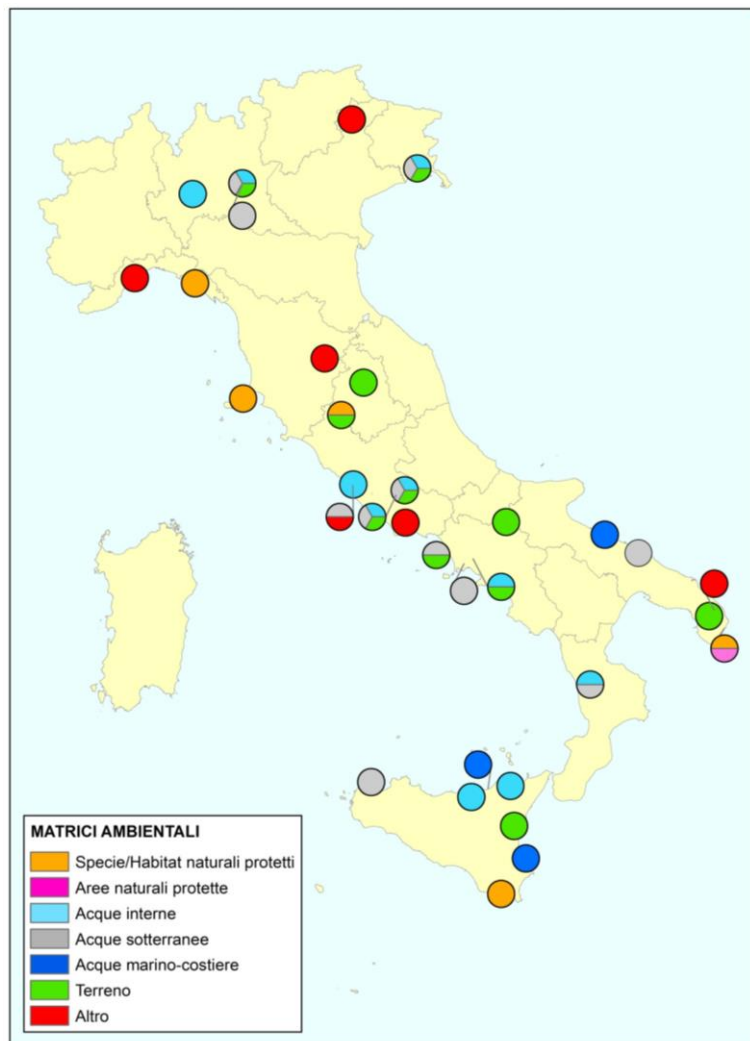 MATRICI AMBIENTALI
Specie/Habitat naturali protetti
Aree naturali protette
Acque interne
Acque sotterranee
Acque marino-costiere
Terreno
Altro